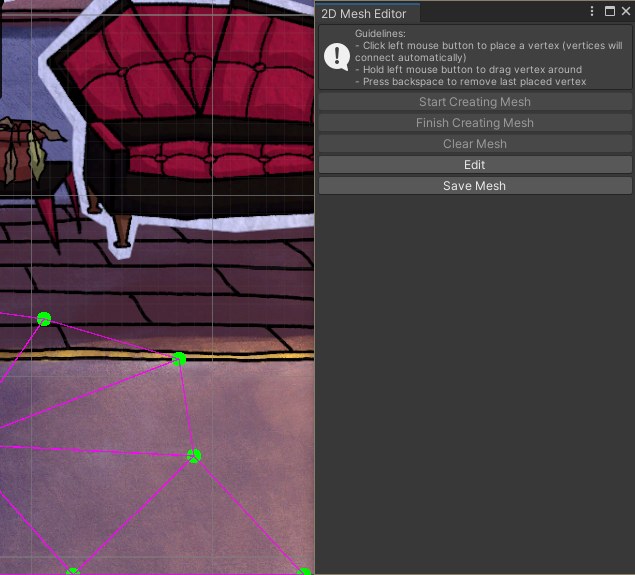 2D Mesh Editor
Guidelines:
- Click left mouse button to place a vertex (vertices will
connect automatically)
- Hold left mouse button to drag vertex around
- Press backspace to remove last placed vertex
Start Creating Mesh
Finish Creating Mesh
Clear Mesh
Edit
Save Mesh